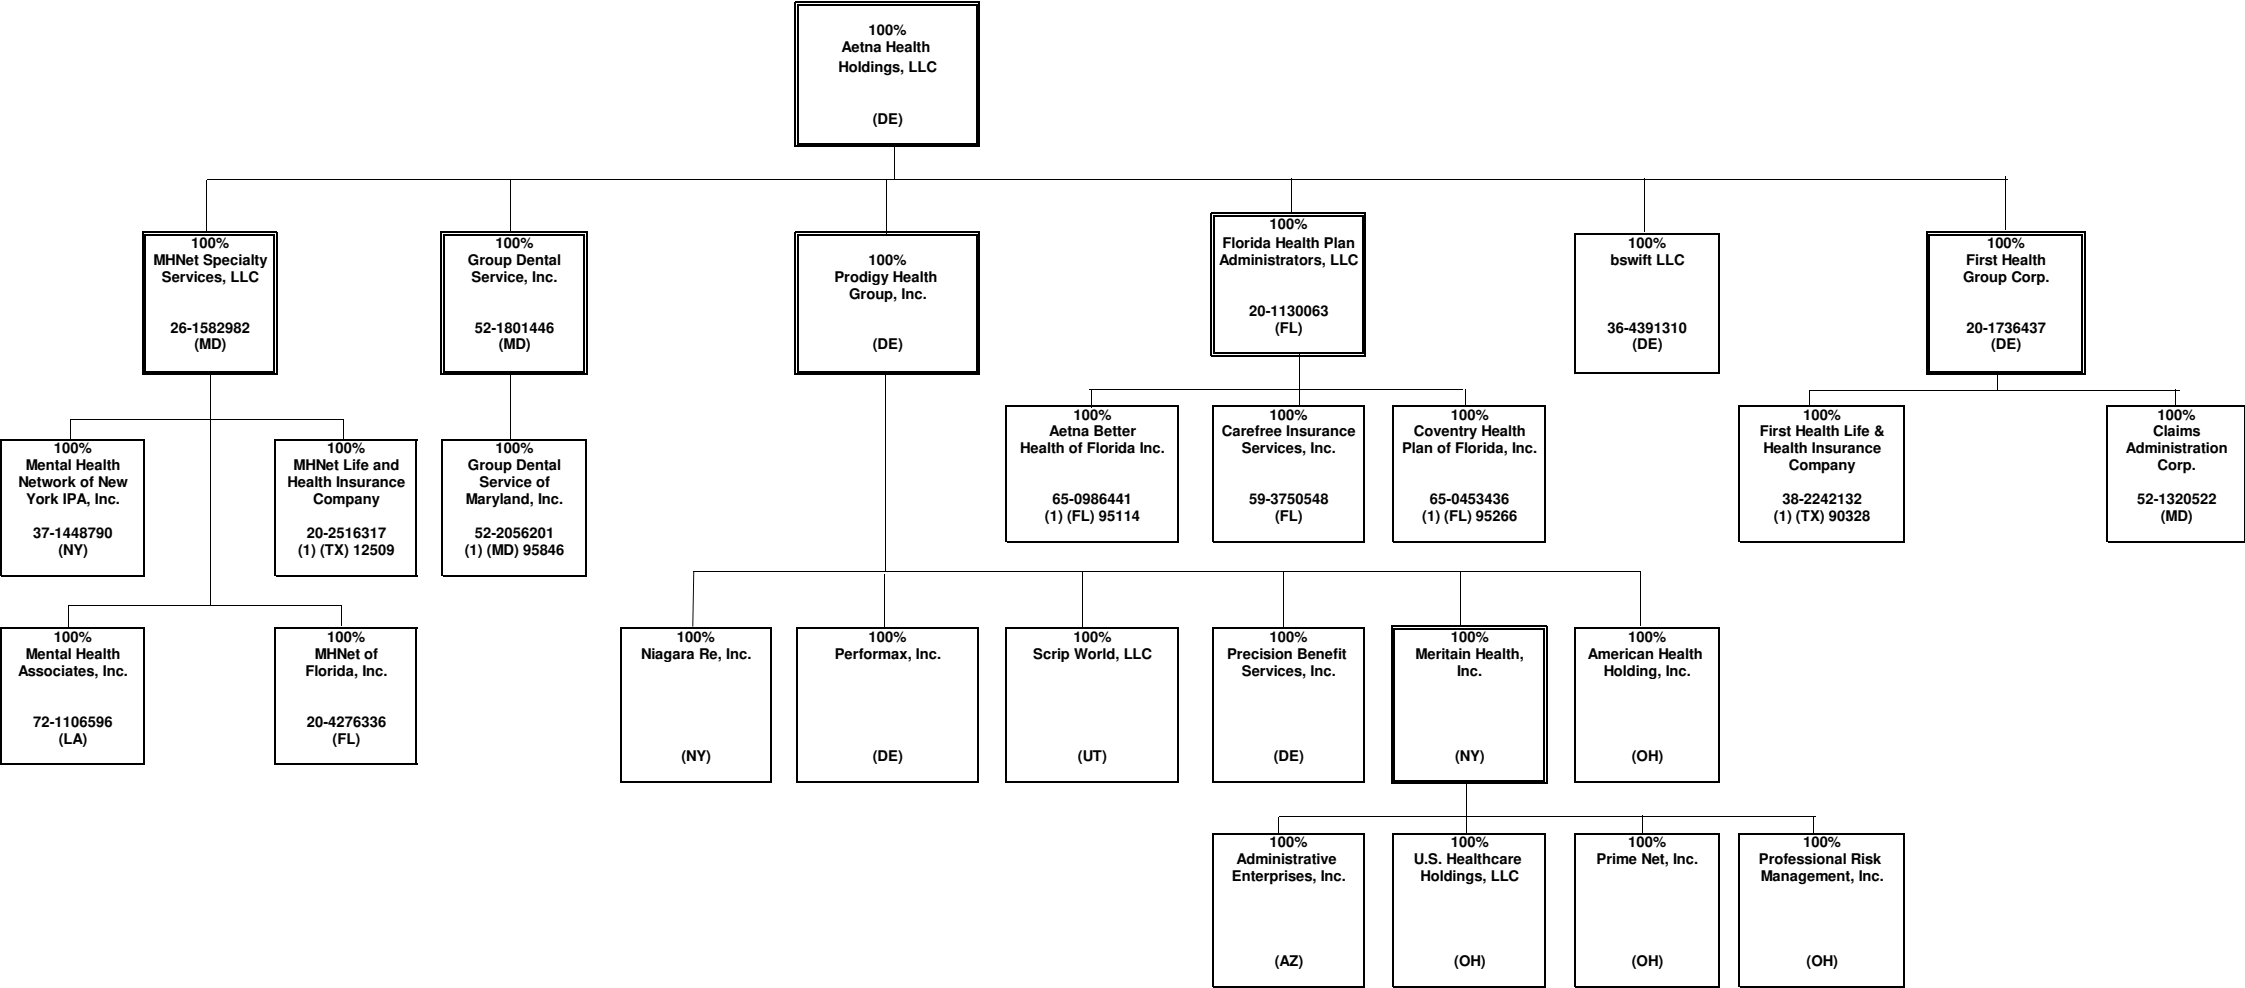 100%
Aetna Health
Holdings, LLC
(DE)
100%
MHNet Specialty
Services, LLC
26-1582982
(MD)
100%
Group Dental
Service, Inc.
52-1801446
(MD)
100%
Prodigy Health
Group, Inc.
(DE)
100%
Florida Health Plan
Administrators, LLC
20-1130063
(FL)
100%
bswift LLC
36-4391310
(DE)
100%
First Health
Group Corp.
20-1736437
(DE)
100%
Mental Health
Network of New
York IPA, Inc.
37-1448790
(NY)
100%
MHNet Life and
Health Insurance
Company
20-2516317
(1) (TX) 12509
100%
Group Dental
Service of
Maryland, Inc.
52-2056201
(1) (MD) 95846
100%
Aetna Better
Health of Florida Inc.
65-0986441
(1) (FL) 95114
100%
Carefree Insurance
Services, Inc.
59-3750548
(FL)
100%
Coventry Health
Plan of Florida, Inc.
65-0453436
(1) (FL) 95266
100%
First Health Life &
Health Insurance
Company
38-2242132
(1) (TX) 90328
100%
Claims
Administration
Corp.
52-1320522
(MD)
100%
Mental Health
Associates, Inc.
72-1106596
(LA)
100%
MHNet of
Florida, Inc.
20-4276336
(FL)
100%
Niagara Re, Inc.
(NY)
100%
Performax, Inc.
(DE)
100%
Scrip World, LLC
(UT)
100%
Precision Benefit
Services, Inc.
(DE)
100%
Meritain Health,
Inc.
(NY)
100%
American Health
Holding, Inc.
(OH)
100%
Administrative
Enterprises, Inc.
(AZ)
100%
U.S. Healthcare
Holdings, LLC
(OH)
100%
Prime Net, Inc.
(OH)
100%
Professional Risk
Management, Inc.
(OH)